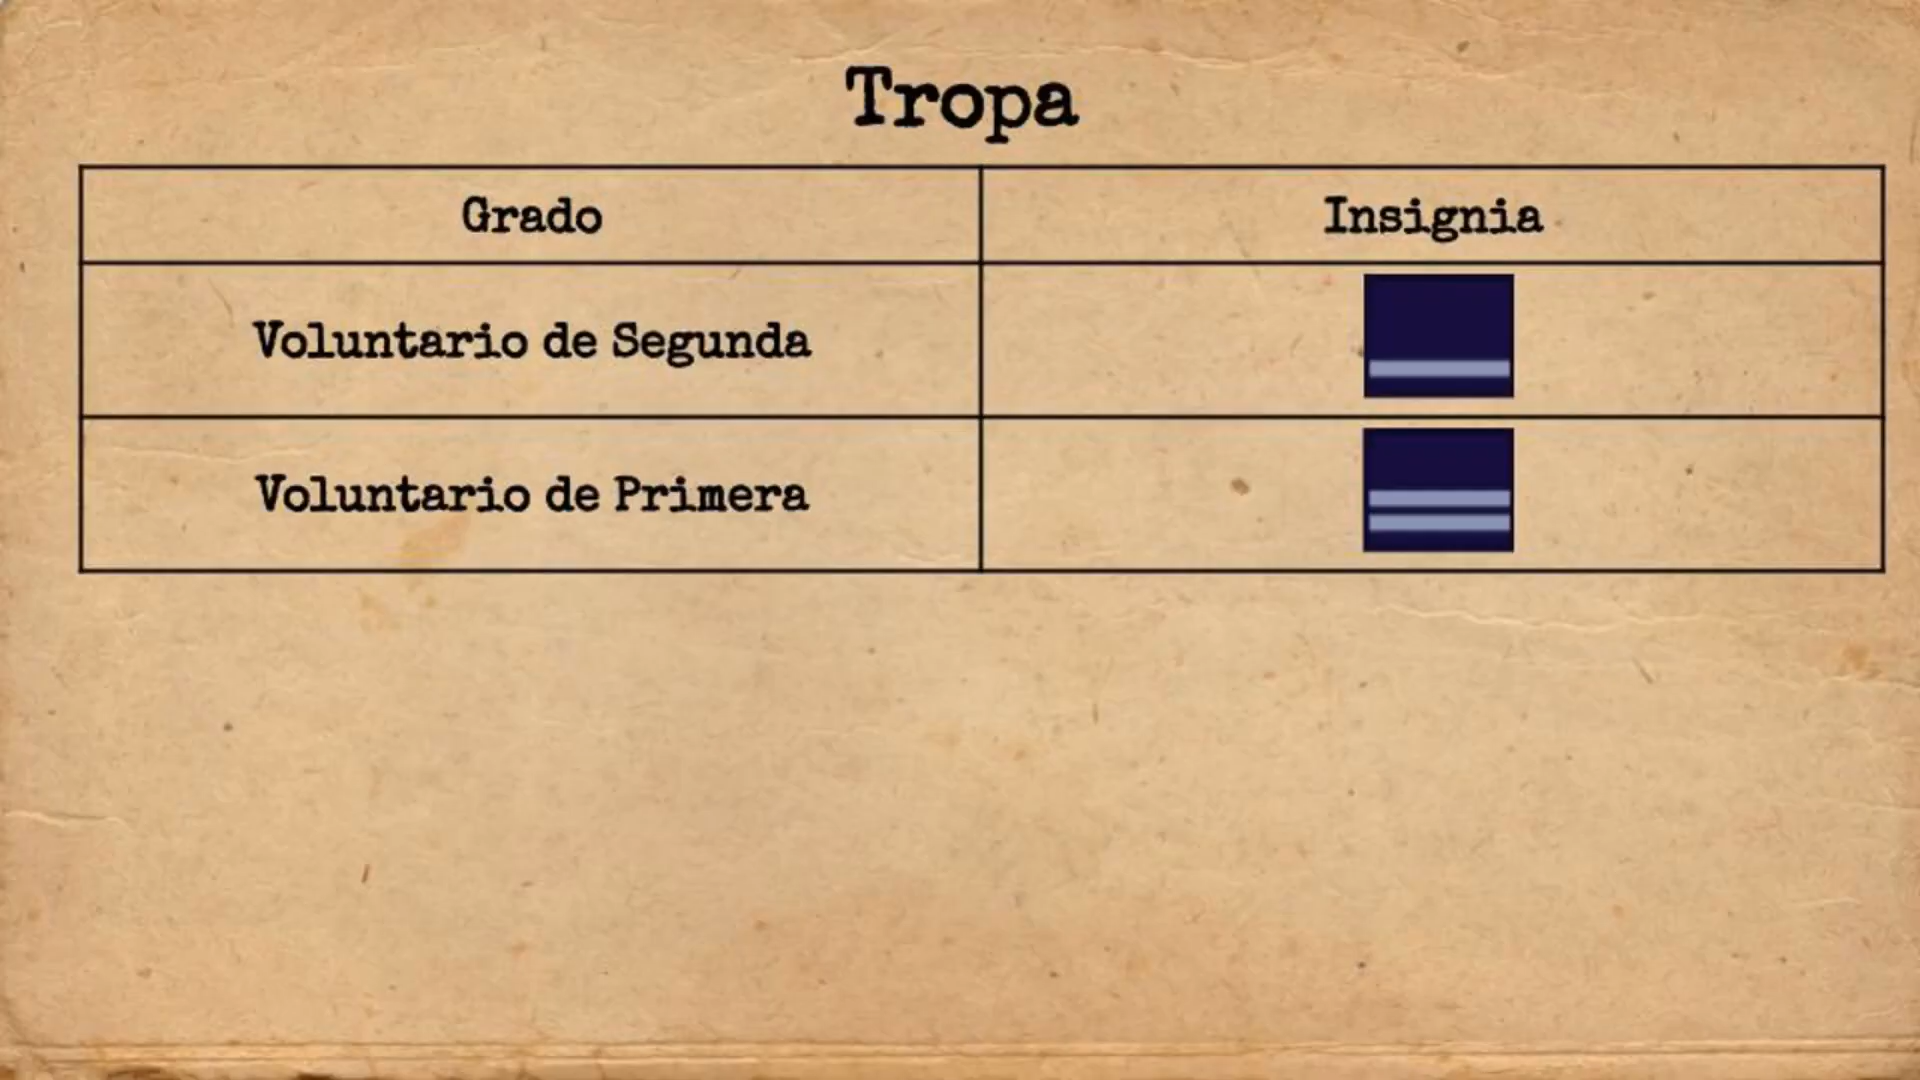 Tropa
Grado
Insignia
Voluntario de Segunda
Voluntario de Primera